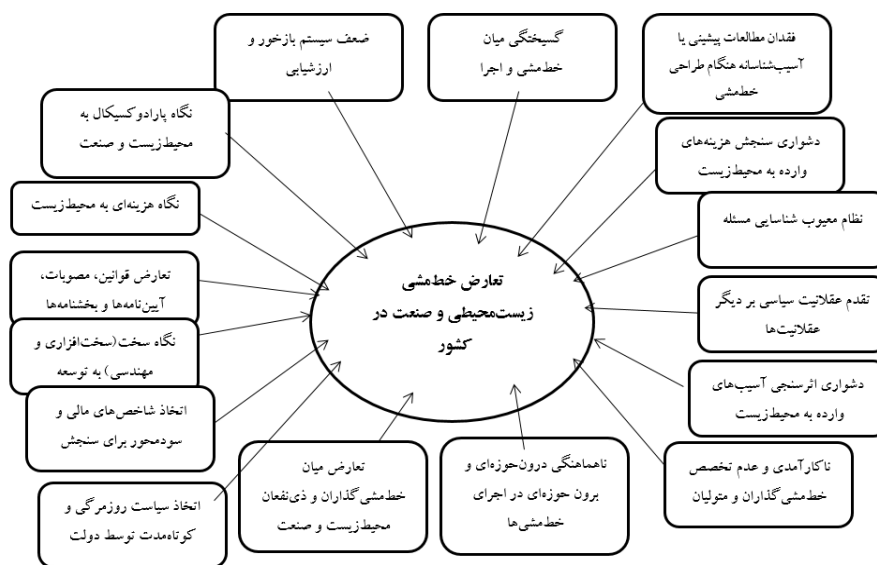 فقدان مطالعات پیشینی یا
آسیب‌شناسانه هنگام طراحی
خط‌مشی
گسیختگی میان
خط‌مشی و اجرا
ضعف سیستم بازخور و
ارزشیابی
نگاه پارادوکسیکال به
محیط‌زیست و صنعت
دشواری سنجش هزینه‌های
وارده به محیط‌زیست
نگاه هزینه‌ای به محیط‌زیست
نظام معیوب شناسایی مسئله
تعارض خط‌مشی
زیست‌محیطی و صنعت در
کشور
تعارض قوانین، مصوبات،
آیین‌نامه‌ها و بخشنامه‌ها
تقدم عقلانیت سیاسی بر دیگر
عقلانیت‌ها
نگاه سخت(سخت‌افزاری و
مهندسی) به توسعه
دشواری اثرسنجی آسیب‌های
وارده به محیط‌زیست
اتخاذ شاخص‌های مالی و
سودمحور برای سنجش
ناکارآمدی و عدم تخصص
خط‌مشی‌گذاران و متولیان
ناهماهنگی درون‌حوزه‌ای و
برون حوزه‌ای در اجرای
خط‌مشی‌ها
تعارض میان
خط‌مشی‌گذاران و ذی‌نفعان
محیط‌زیست و صنعت
اتخاذ سیاست روزمرگی و
کوتاه‌مدت توسط دولت